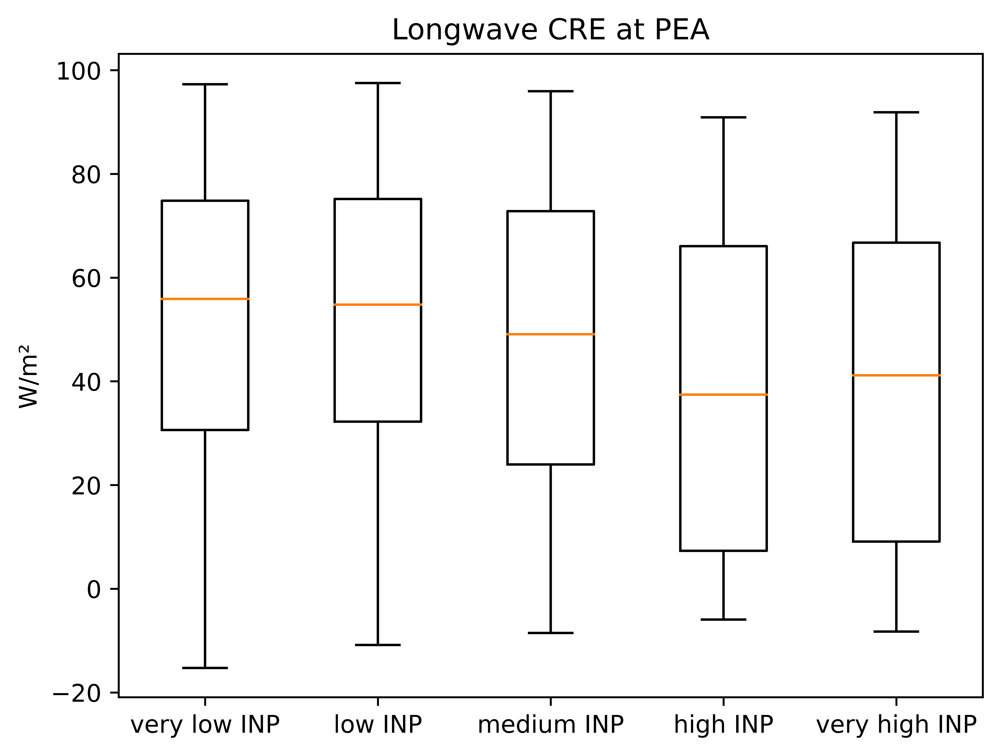 Longwave CRE at PEA
100
80
60
40
20
0
−20
W/m²
very low INP
low INP
medium INP
high INP
very high INP